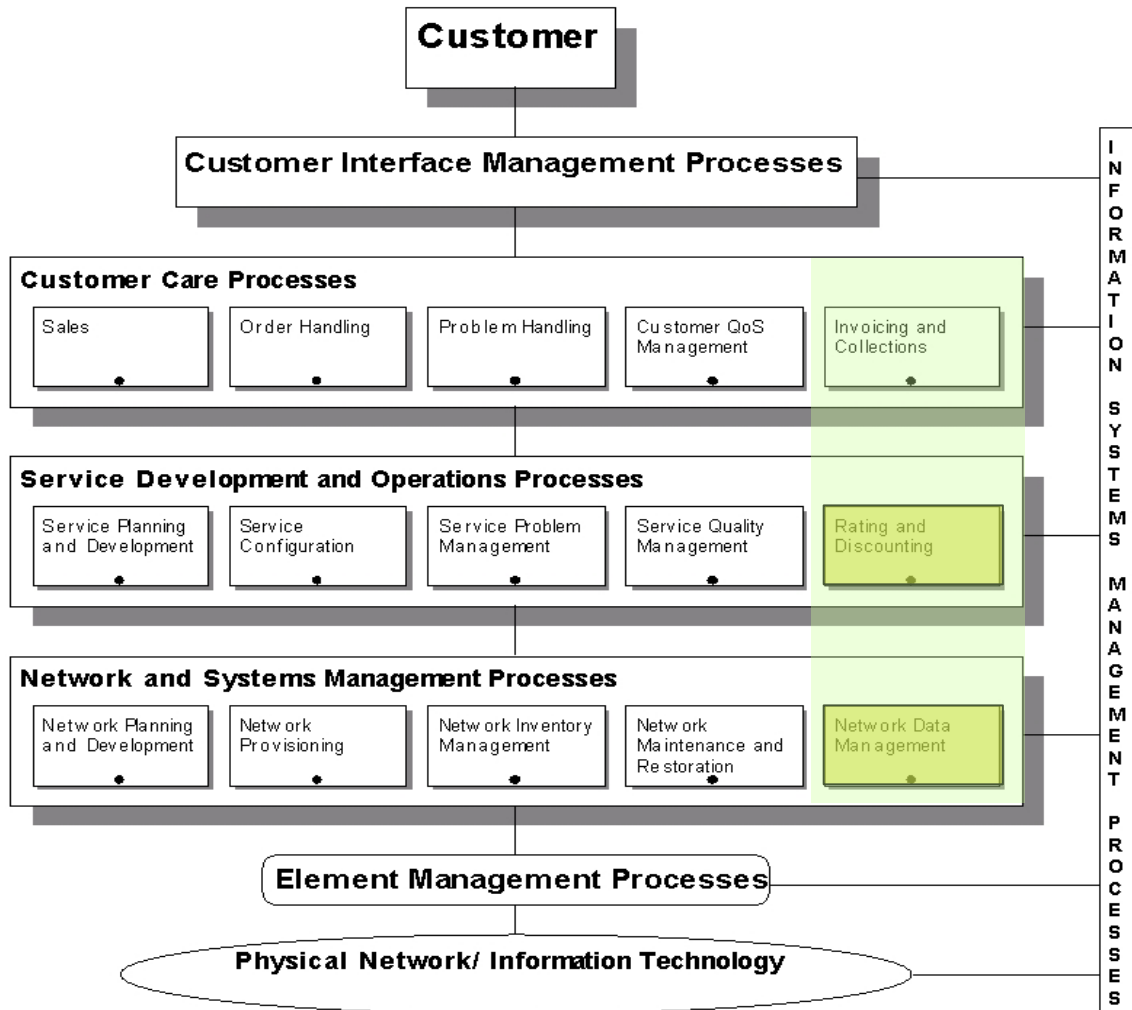 Customer
Customer Interface Management Processes
Customer Care Processes
Sales
Order Handling
Problem Handling
Customer QoS
Management
Invoicing and
Collections
Service Development and Operations Processes
Service Planning
and Development
Service
Configuration
Service Problem
Management
Service Quality
Management
Rating and
Discounting
Network and Systems Management Processes
Network Planning
and Development
Network
Provisioning
Network Inventory
Management
Network
Maintenance and
Restoration
Network Data
Management
Element Management Processes
Physical Network/ Information Technology
INFORMATION SYSTEMS MANAGEMENT PROCESSES